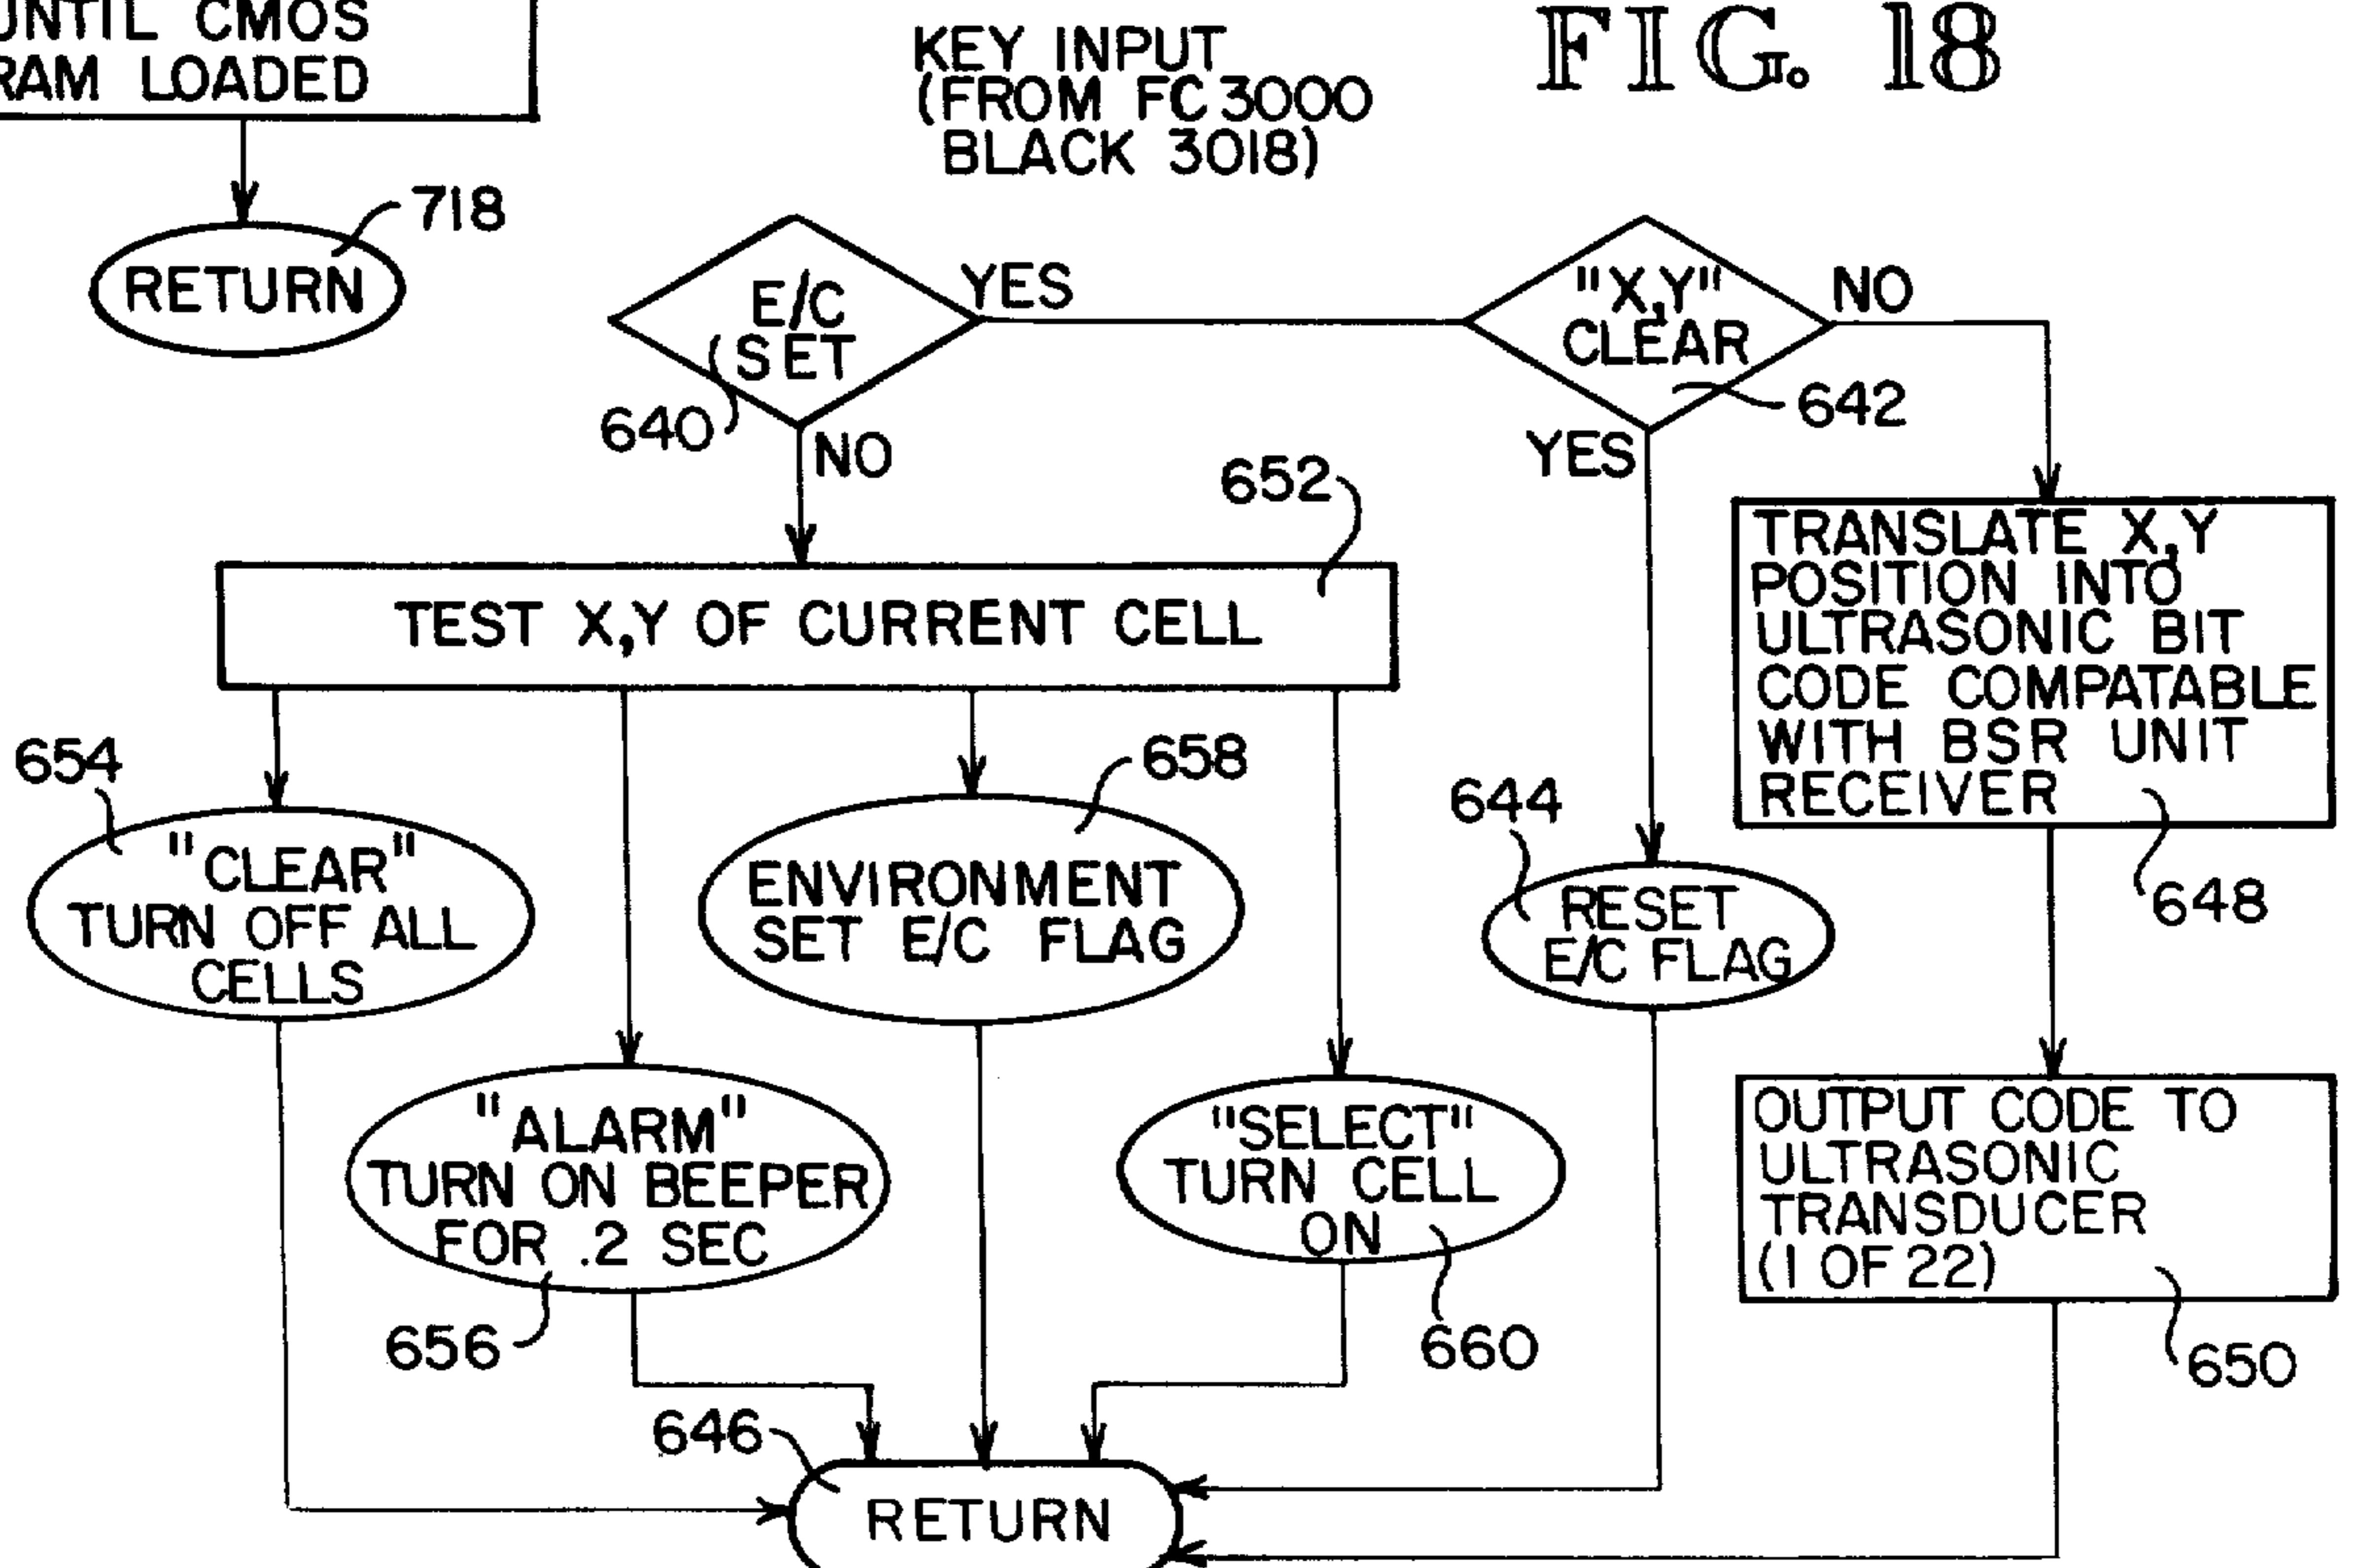 UNTIL CMOS
RAM LOADED
718
RETURN
KEY INPUT
(FROM FC 3000
BLACK 3018)
FIG. 18
E/C
(SET
YES
640
NO
"X,Y"
CLEAR
NO
642
YES
652
TEST X,Y OF CURRENT CELL
TRANSLATE X,Y
POSITION INTO
ULTRASONIC BIT
CODE COMPATABLE
WITH BSR UNIT
RECEIVER
648
654
"CLEAR"
TURN OFF ALL
CELLS
658
ENVIRONMENT
SET E/C FLAG
644
RESET
E/C FLAG
"ALARM"
TURN ON BEEPER
FOR .2 SEC
656
"SELECT"
TURN CELL
ON
660
OUTPUT CODE TO
ULTRASONIC
TRANSDUCER
(1 OF 22)
650
646
RETURN